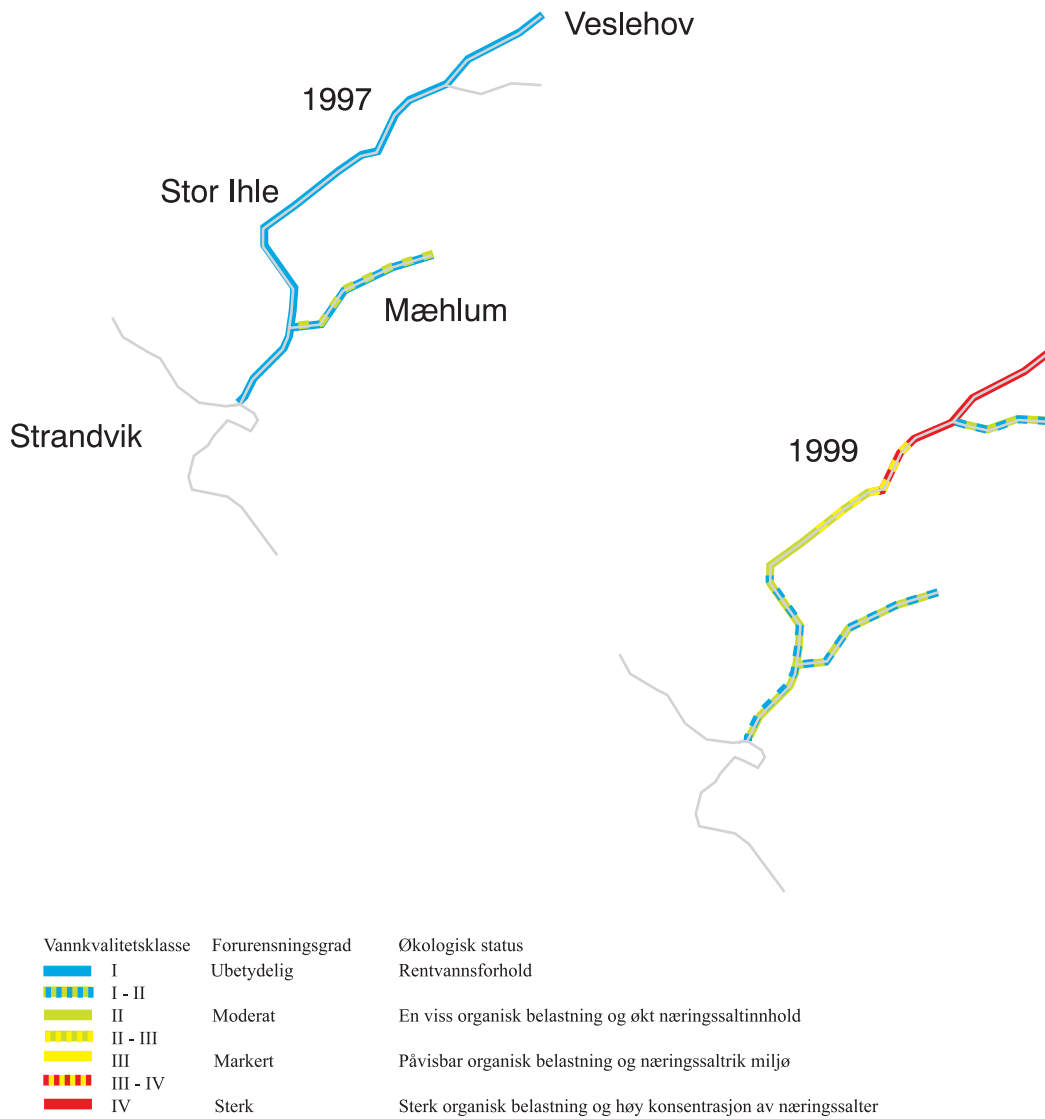 Veslehov
1997
Stor Ihle
Mæhlum
Strandvik
1999
Vannkvalitetsklasse Forurensningsgrad Økologisk status
I Ubetydelig Rentvannsforhold
I - II
II Moderat En viss organisk belastning og økt næringssaltinnhold
II - III
III Markert Påvisbar organisk belastning og næringssaltrik miljø
III - IV
IV Sterk Sterk organisk belastning og høy konsentrasjon av næringssalter